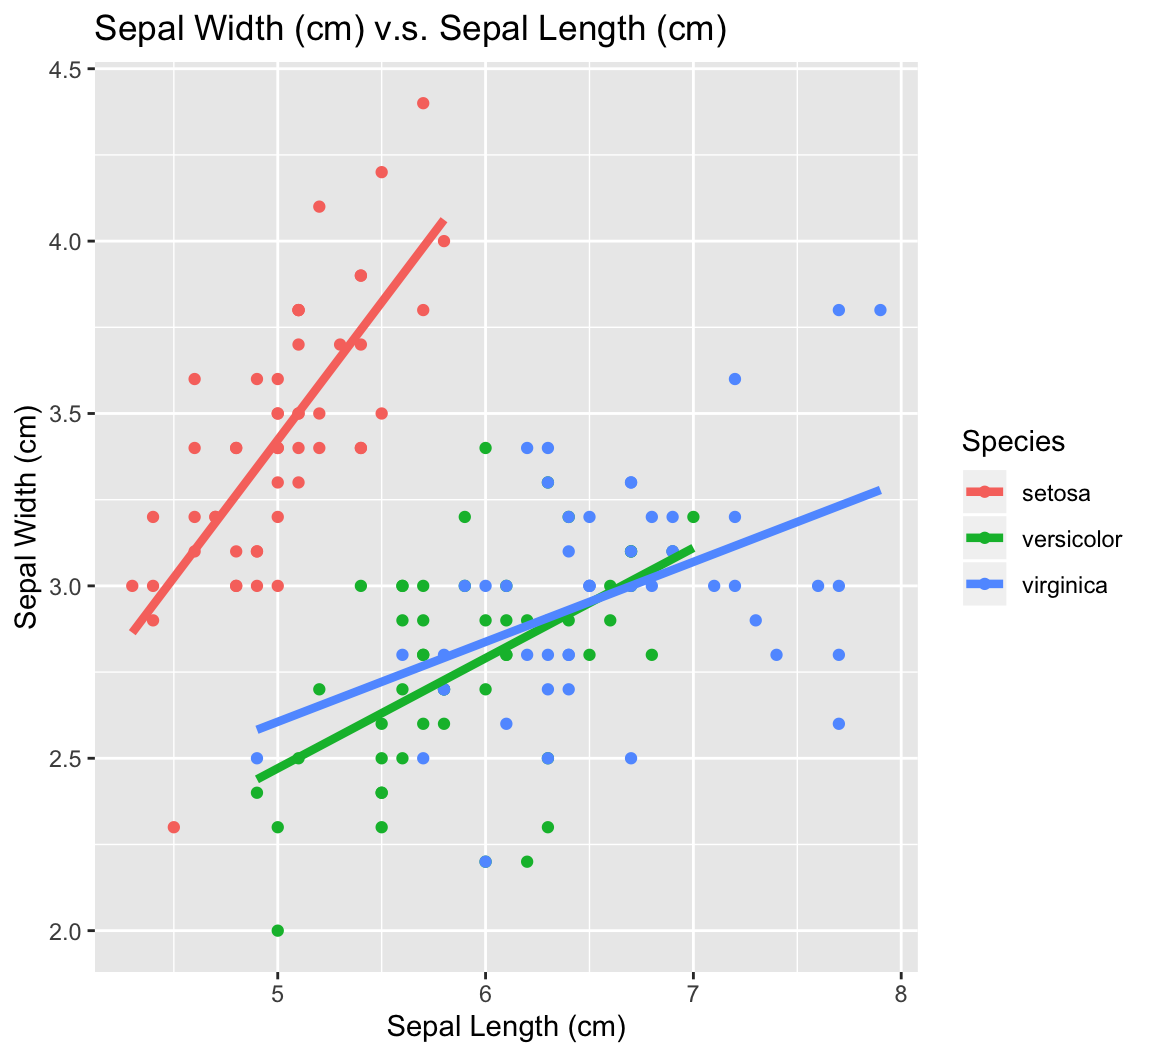 Sepal Width (cm) v.s. Sepal Length (cm)
4.5
4.0
3.5
3.0
2.5
2.0
Sepal Width (cm)
5 6 7 8
Sepal Length (cm)
Species
setosa
versicolor
virginica